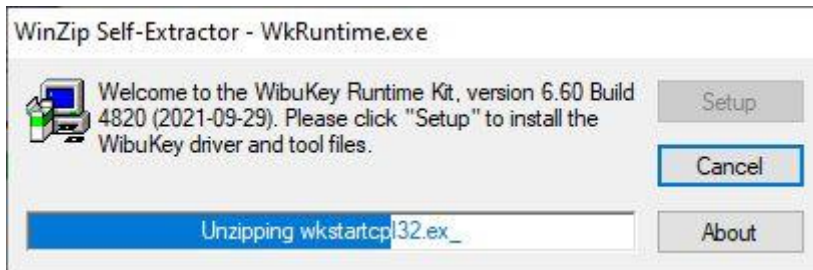 WinZip Self-Extractor - WkRuntime.exe
Welcome to the WibuKey Runtime Kit, version 6.60 Build
4820 (2021-09-29). Please click "Setup" to install the
WibuKey driver and tool files.
Setup
Cancel
Unzipping wkstartcpl32.ex_
About